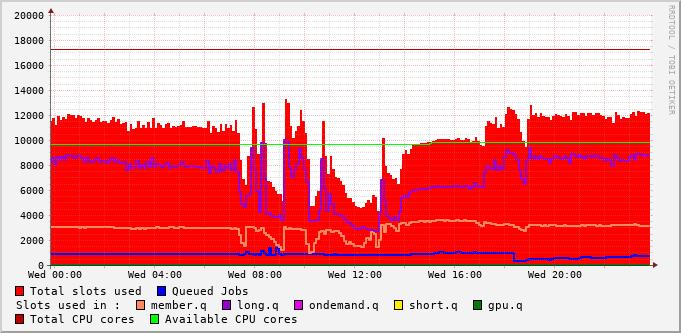 20000
18000
16000
14000
12000
10000
8000
6000
4000
2000
0
Wed 00:00 Wed 04:00 Wed 08:00 Wed 12:00 Wed 16:00 Wed 20:00
Total slots used Queued Jobs
Slots used in : member.q long.q ondemand.q short.q gpu.q
Total CPU cores Available CPU cores
RRDTOOL / TOBI OETIKER